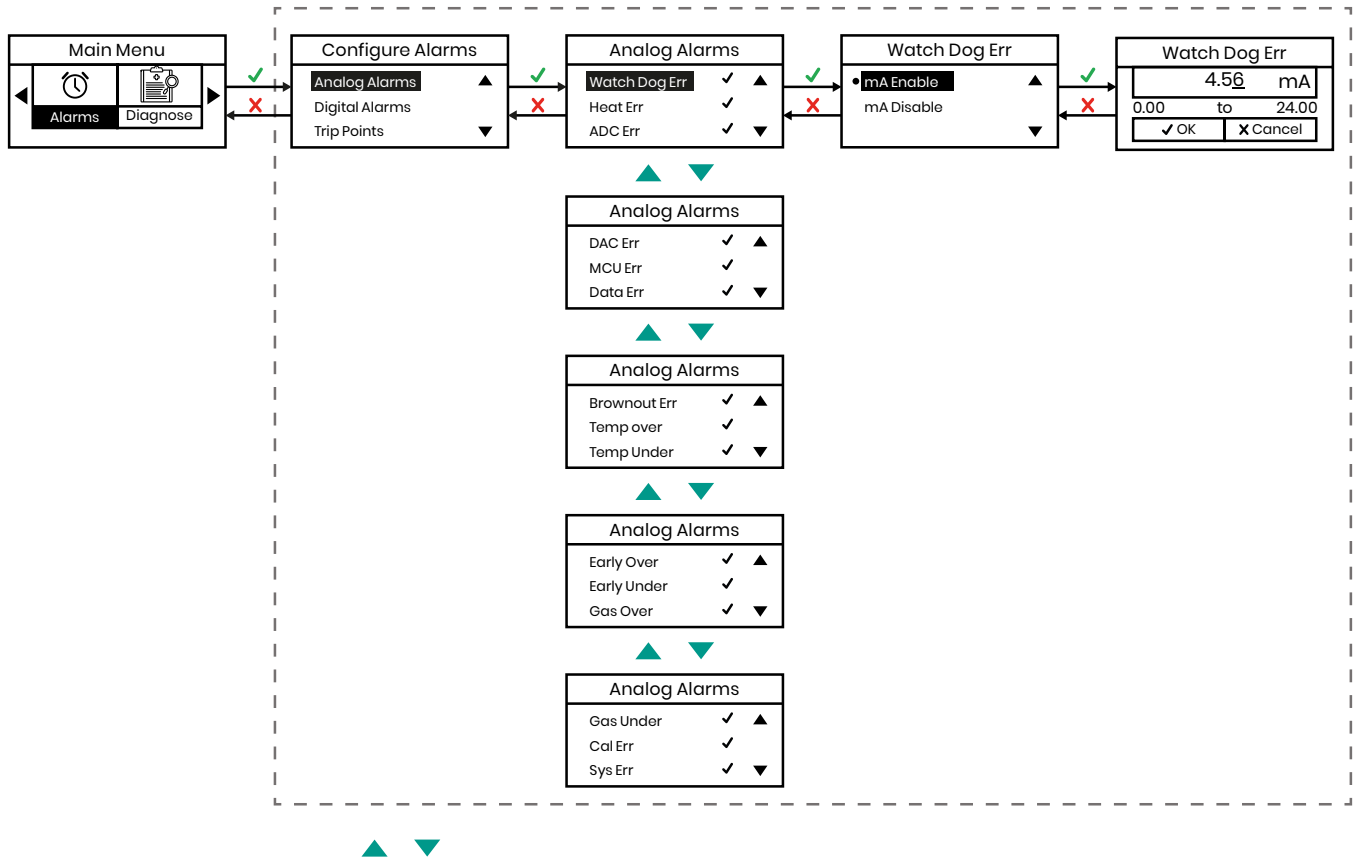 Main Menu
Alarms
Diagnose
Configure Alarms
Analog Alarms
Digital Alarms
Trip Points
Analog Alarms
Watch Dog Err
Heat Err
ADC Err
Watch Dog Err
mA Enable
mA Disable
Watch Dog Err
4.56 mA
0.00 to 24.00
OK Cancel
Analog Alarms
DAC Err
MCU Err
Data Err
Analog Alarms
Brownout Err
Temp over
Temp Under
Analog Alarms
Early Over
Early Under
Gas Over
Analog Alarms
Gas Under
Cal Err
Sys Err